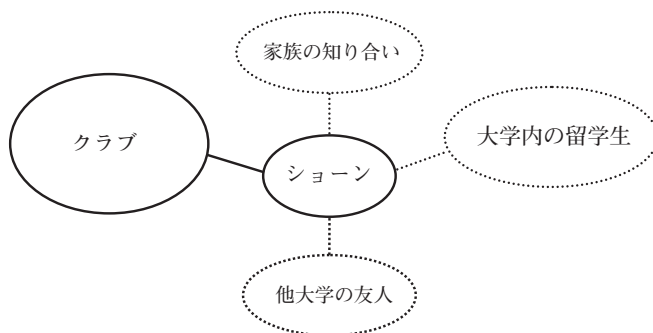 家族の知り合い
クラブ
大学内の留学生
ショーン
他大学の友人